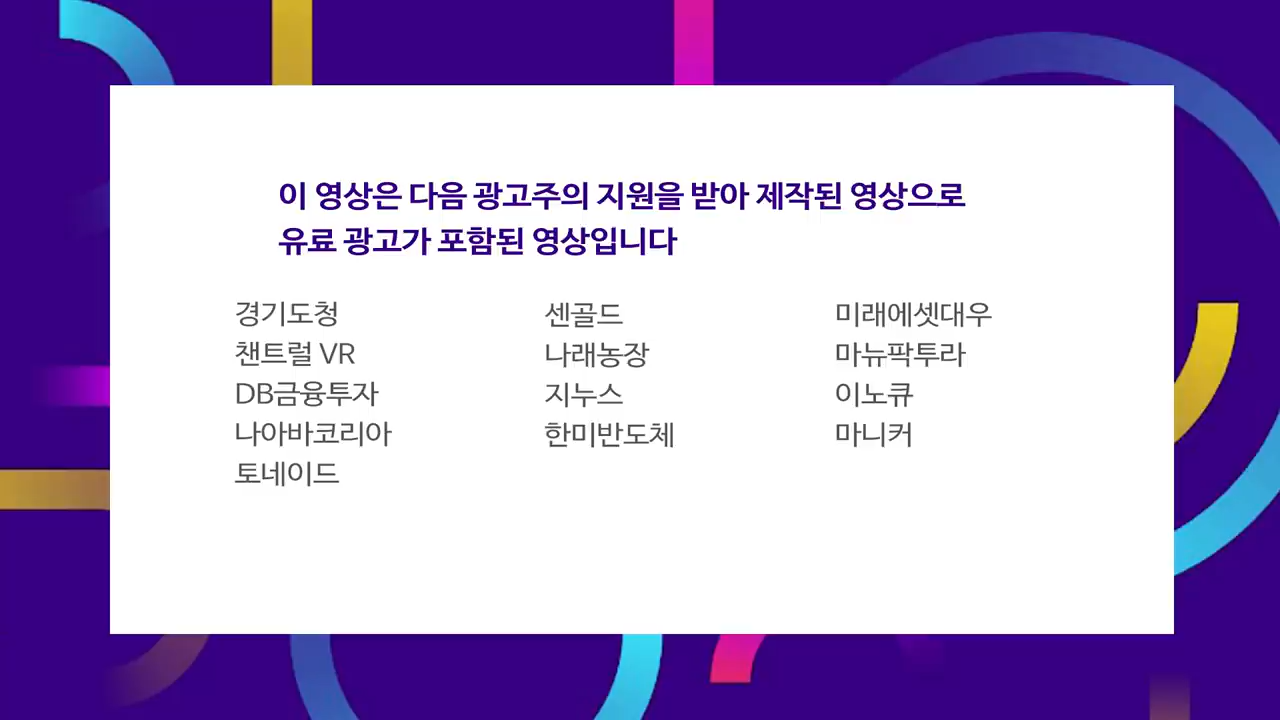 이 영상은 다음 광고주의 지원을 받아 제작된 영상으로
유료 광고가 포함된 영상입니다
경기도청
챈트럴 VR
DB금융투자
나아바코리아
토네이드
센골드
나래농장
지누스
한미반도체
미래에셋대우
마뉴팍투라
이노큐
마니커